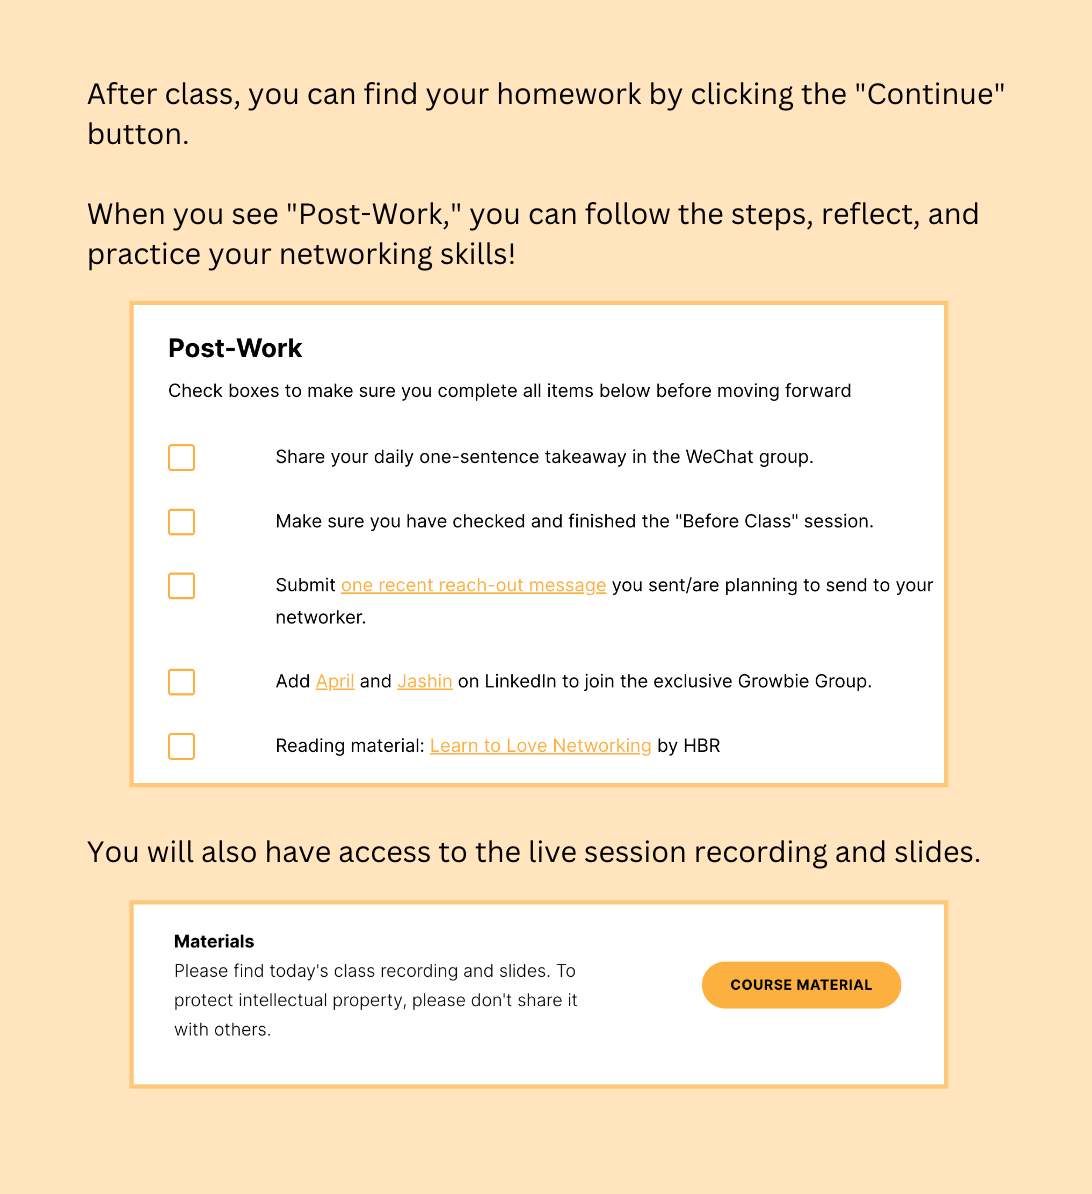 After class, you can find your homework by clicking the "Continue"
button.
When you see "Post-Work," you can follow the steps, reflect, and
practice your networking skills!
Post-Work
Check boxes to make sure you complete all items below before moving forward
Share your daily one-sentence takeaway in the WeChat group.
Make sure you have checked and finished the "Before Class" session.
Submit one recent reach-out message you sent/are planning to send to your
networker.
Add April and Jashin on LinkedIn to join the exclusive Growbie Group.
Reading material: Learn to Love Networking by HBR
You will also have access to the live session recording and slides.
Materials
Please find today's class recording and slides. To
protect intellectual property, please don't share it
with others.
COURSE MATERIAL